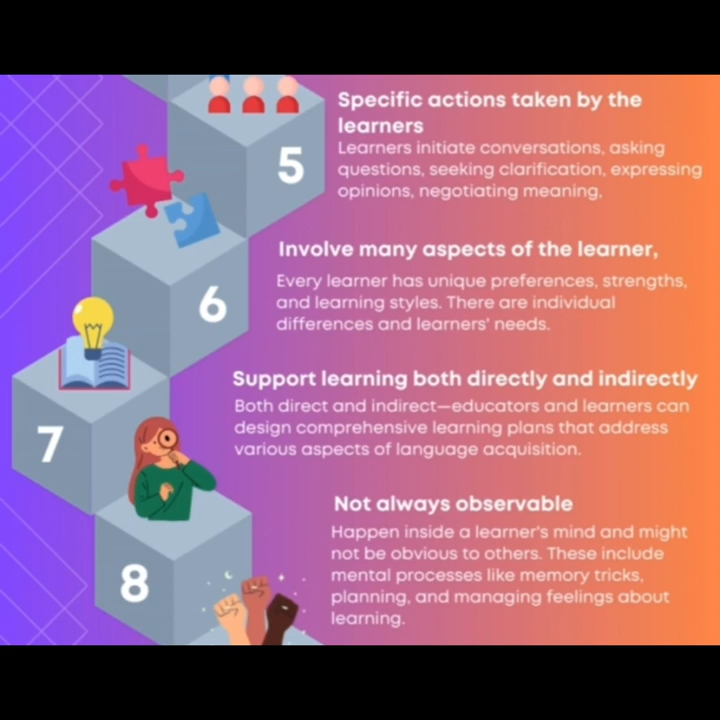 5
Specific actions taken by the
learners
Learners initiate conversations, asking
questions, seeking clarification, expressing
opinions, negotiating meaning,
6
Involve many aspects of the learner,
Every learner has unique preferences, strengths,
and learning styles. There are individual
differences and learners' needs.
7
Support learning both directly and indirectly
Both direct and indirect—educators and learners can
design comprehensive learning plans that address
various aspects of language acquisition.
8
Not always observable
Happen inside a learner's mind and might
not be obvious to others. These include
mental processes like memory tricks,
planning, and managing feelings about
learning.